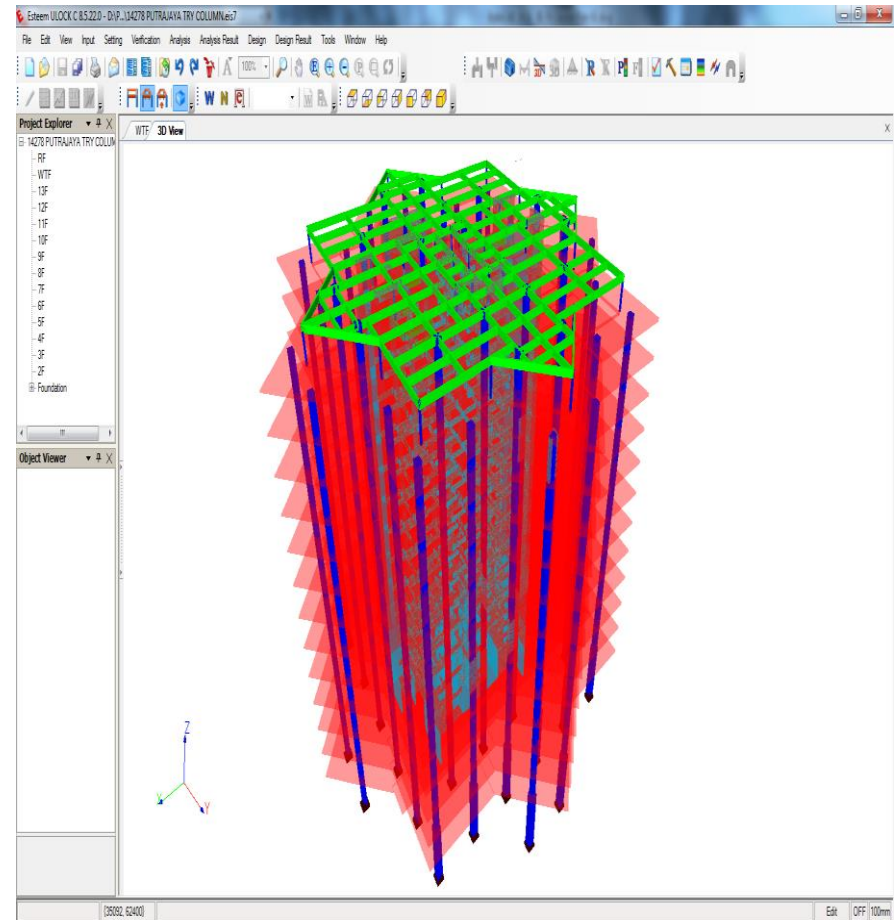 Esteem ULOCK C 8.5.22.0 - D:\P...\14278 PUTRAJAYA TRY COLUMN.eis7
File Edit View Input Setting Verification Analysis Analysis Result Design Design Result Tools Window Help
100%
W N
Project Explorer
WTF 3D View
14278 PUTRAJAYA TRY COLUM
RF
WTF
13F
12F
11F
10F
9F
8F
7F
6F
5F
4F
3F
2F
Foundation
Object Viewer
Z
X Y
(35092, 62400) Edit OFF 100mm